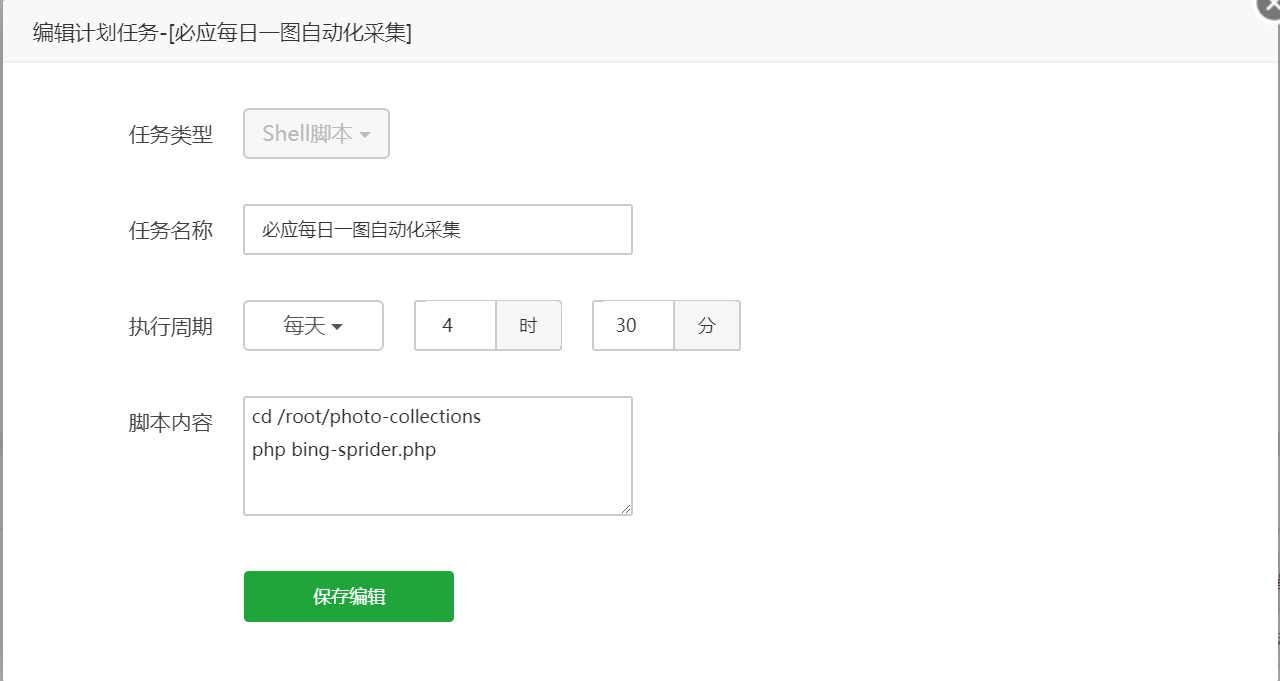 编辑计划任务-[必应每日一图自动化采集]
任务类型 Shell脚本
任务名称 必应每日一图自动化采集
执行周期 每天 4 时 30 分
脚本内容 cd /root/photo-collections
php bing-sprider.php
保存编辑